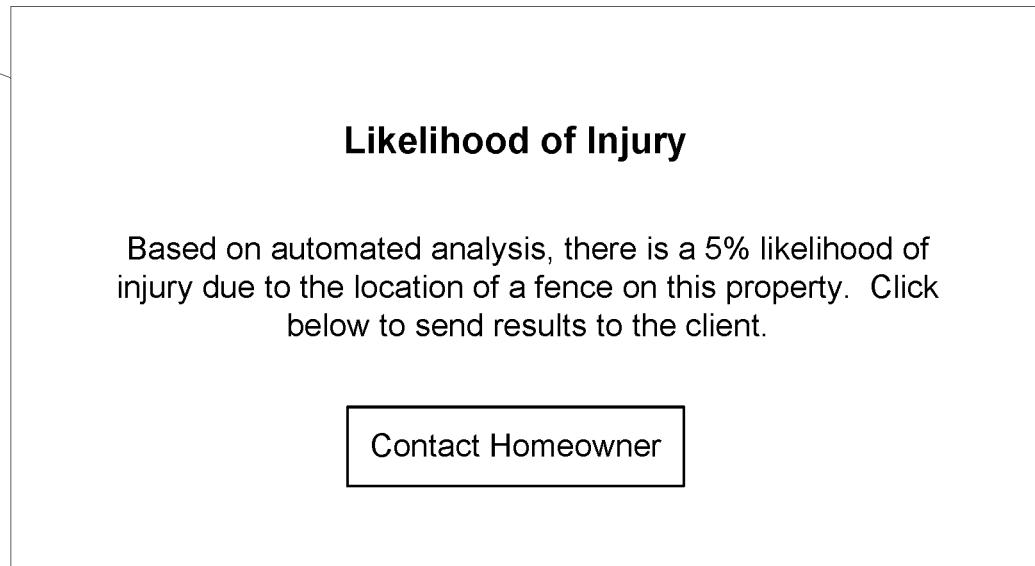 Likelihood of Injury
Based on automated analysis, there is a 5% likelihood of
injury due to the location of a fence on this property.  Click
below to send results to the client.
Contact Homeowner